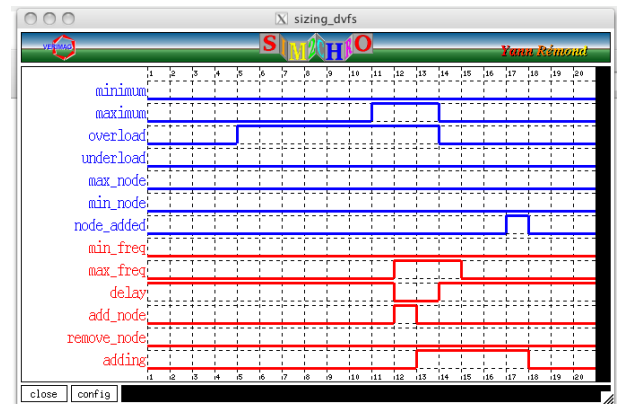 sizing_dvfs
VERIMAG SIM2CHRO Yann Rémond
1 2 3 4 5 6 7 8 9 10 11 12 13 14 15 16 17 18 19 20
minimum
maximum
overload
underload
max_node
min_node
node_added
min_freq
max_freq
delay
add_node
remove_node
adding
1 2 3 4 5 6 7 8 9 10 11 12 13 14 15 16 17 18 19 20
close config